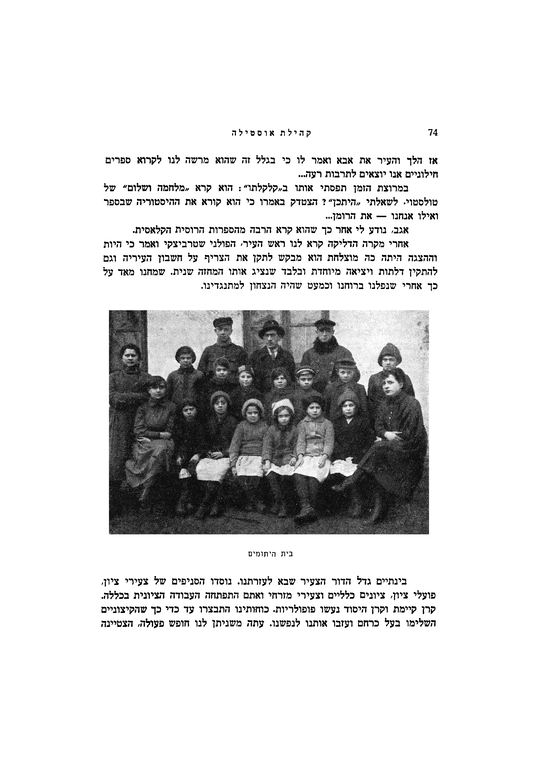 74
קהילת אוסטילה
אז הלך והעיר את אבא ואמר לו כי בגלל זה שהוא מרשה לנו לקרוא ספרים
חילוניים אנו יוצאים לתרבות רעה...
במרוצת הזמן תפסתי אותו ב„קלקלתו”: הוא קרא „מלחמה ושלום” של
טולסטוי. לשאלתי „היתכן”? הצטדק באמרו כי הוא קורא את ההיסטוריה שבספר
ואילו אנחנו — את הרומן...
אגב, נודע לי אחר כך שהוא קרא הרבה מהספרות הרוסית הקלאסית.
אחרי מקרה הדליקה קרא לנו ראש העיר, הפולני שטרביצקי ואמר כי היות
וההצגה היתה כה מוצלחת הוא מבקש לתקן את הצריף על חשבון העיריה וגם
להתקין דלתות ויציאה מיוחדת ובלבד שנציג אותו המחזה שנית. שמחנו מאד על
כך אחרי שנפלנו ברוחנו וכמעט שהיה הנצחון למתנגדינו.
בית היתומים
בינתיים גדל הדור הצעיר שבא לעזרתנו. נוסדו הסניפים של צעירי ציון,
פועלי ציון, ציונים כלליים וצעירי מזרחי ואתם התפתחה העבודה הציונית בכללה.
קרן קיימת וקרן היסוד נעשו פופולריות. כוחותינו התבצרו עד כדי כך שהקיצוניים
השלימו בעל כרחם ועזבו אותנו לנפשנו. עתה משניתן לנו חופש פעולה, הצטיינה